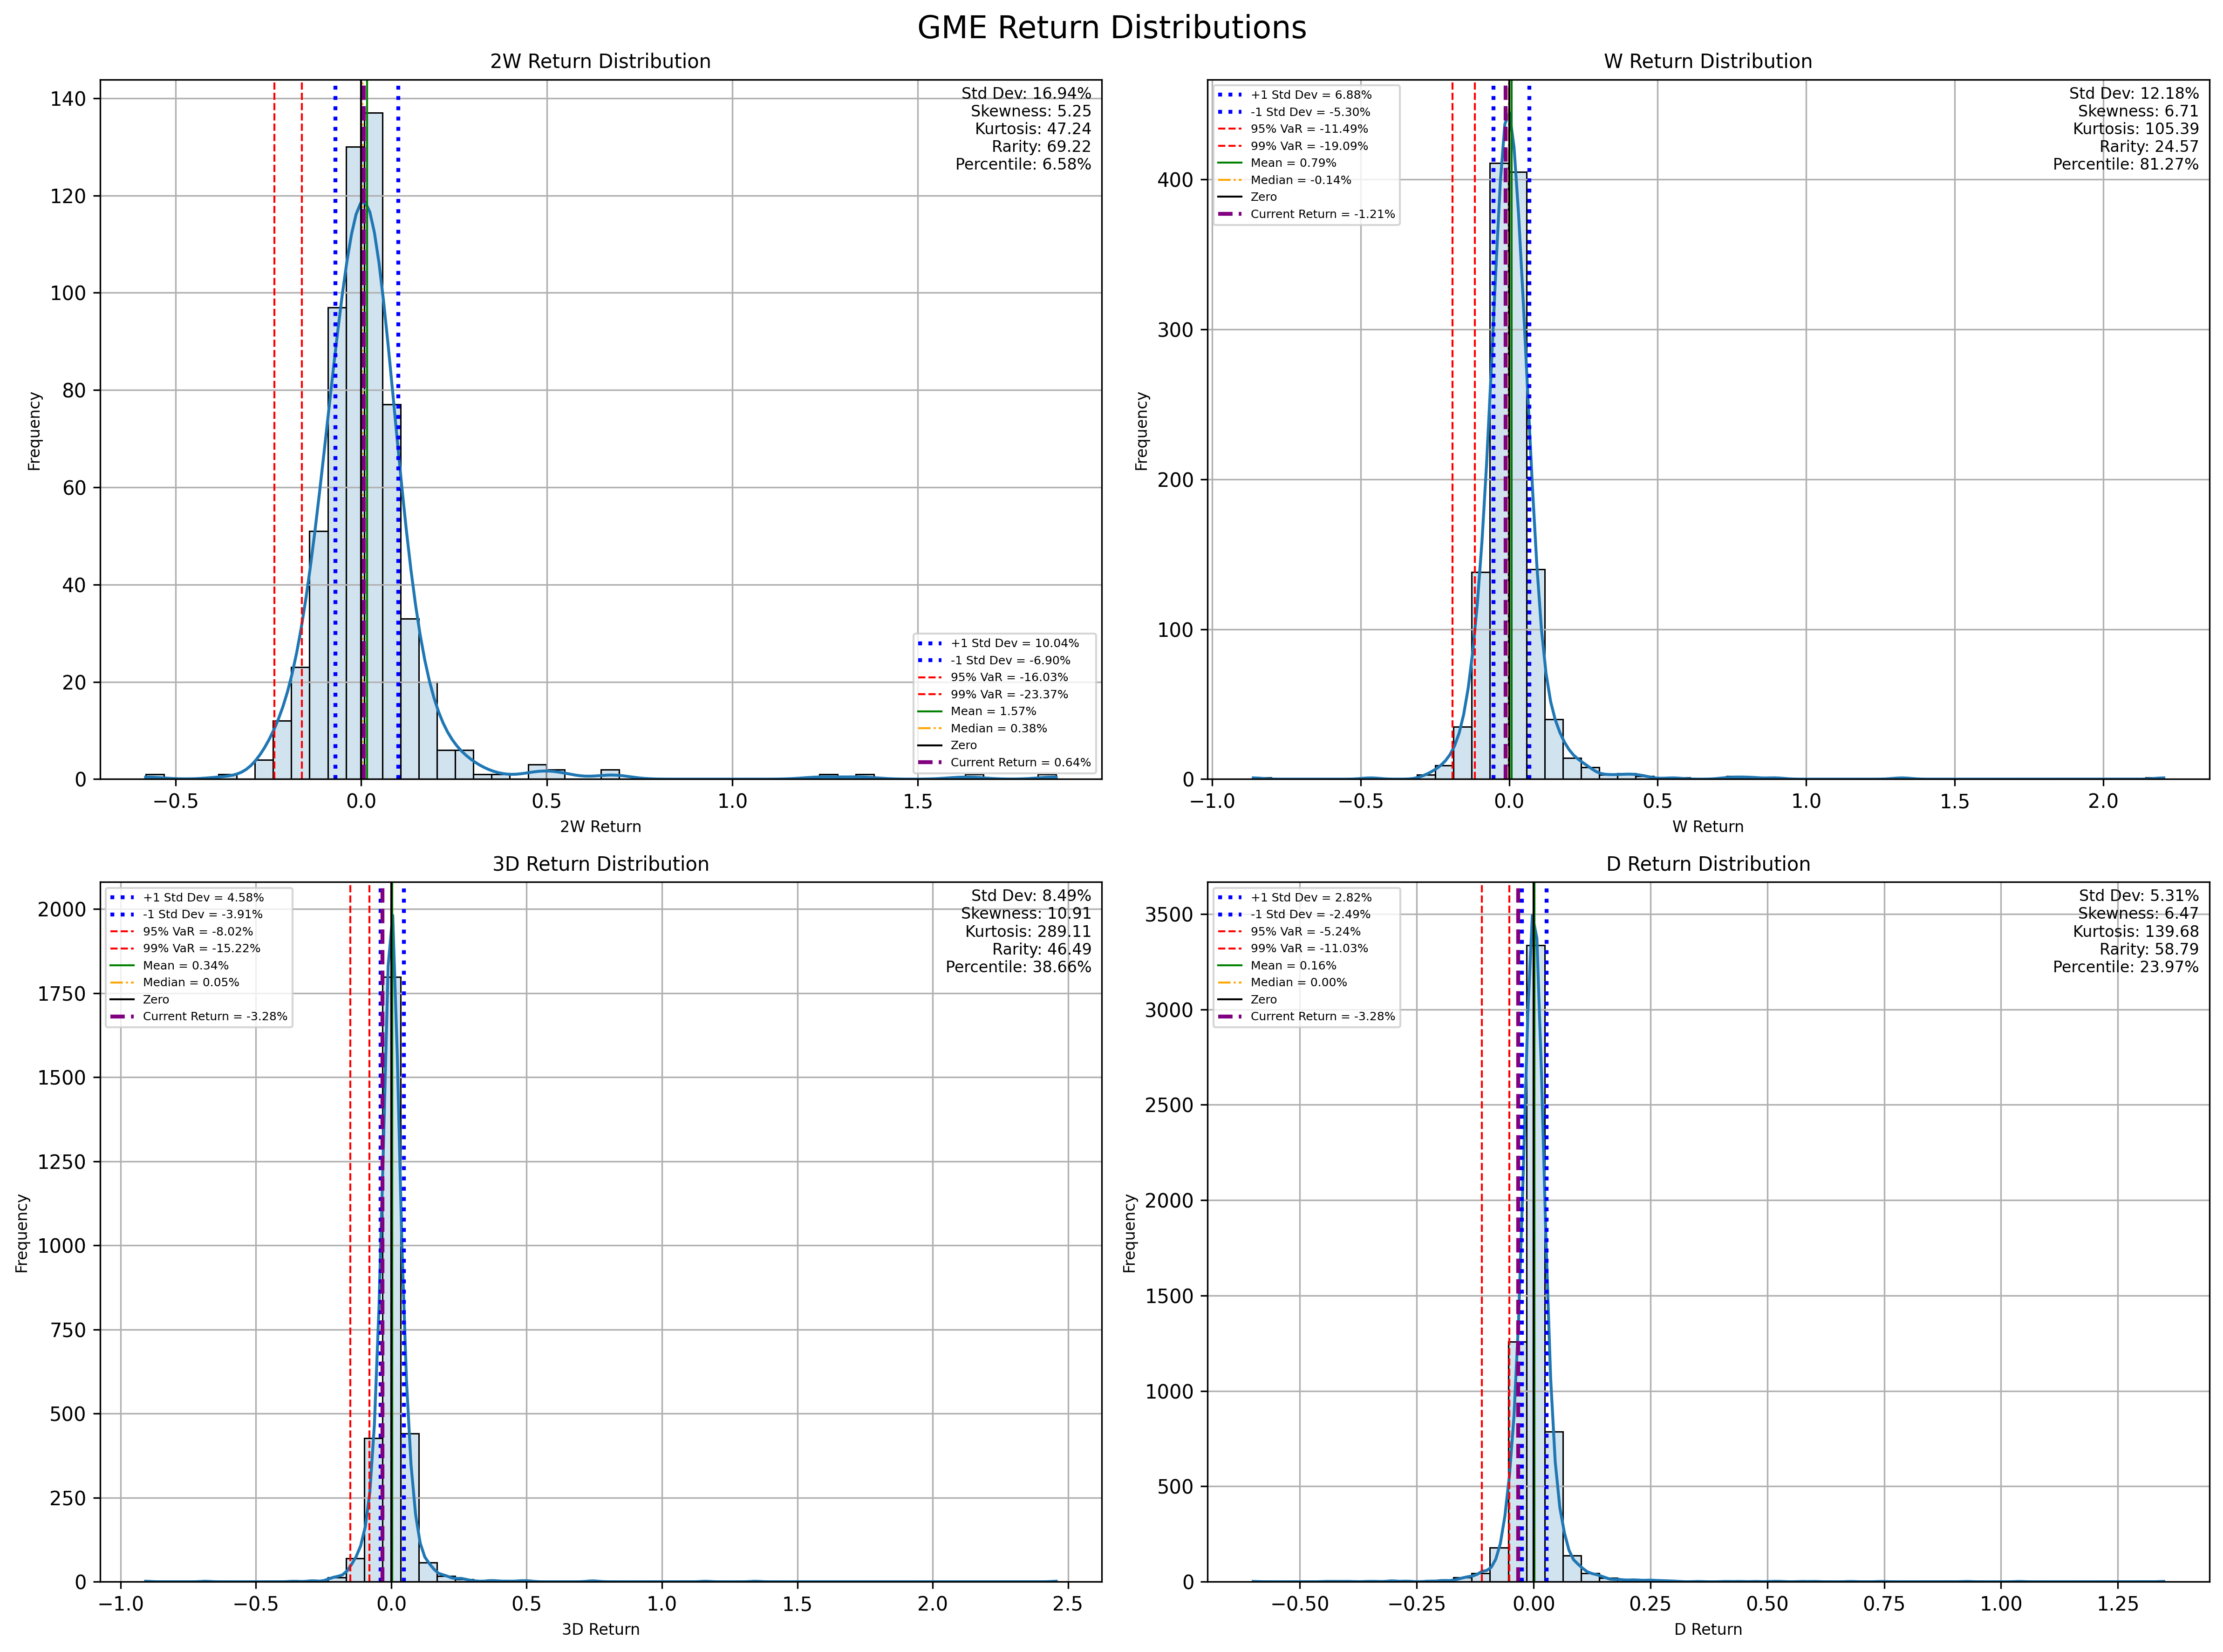 GME Return Distributions
2W Return Distribution
Std Dev: 16.94%
Skewness: 5.25
Kurtosis: 47.24
Rarity: 69.22
Percentile: 6.58%
140
120
100
80
60
40
20
0
Frequency
+1 Std Dev = 10.04%
-1 Std Dev = -6.90%
95% VaR = -16.03%
99% VaR = -23.37%
Mean = 1.57%
Median = 0.38%
Zero
Current Return = 0.64%
−0.5 0.0 0.5 1.0 1.5
2W Return
W Return Distribution
+1 Std Dev = 6.88%
-1 Std Dev = -5.30%
95% VaR = -11.49%
99% VaR = -19.09%
Mean = 0.79%
Median = -0.14%
Zero
Current Return = -1.21%
Std Dev: 12.18%
Skewness: 6.71
Kurtosis: 105.39
Rarity: 24.57
Percentile: 81.27%
400
300
200
100
0
Frequency
−1.0 −0.5 0.0 0.5 1.0 1.5 2.0
W Return
3D Return Distribution
+1 Std Dev = 4.58%
-1 Std Dev = -3.91%
95% VaR = -8.02%
99% VaR = -15.22%
Mean = 0.34%
Median = 0.05%
Zero
Current Return = -3.28%
Std Dev: 8.49%
Skewness: 10.91
Kurtosis: 289.11
Rarity: 46.49
Percentile: 38.66%
2000
1750
1500
1250
1000
750
500
250
0
Frequency
−1.0 −0.5 0.0 0.5 1.0 1.5 2.0 2.5
3D Return
D Return Distribution
+1 Std Dev = 2.82%
-1 Std Dev = -2.49%
95% VaR = -5.24%
99% VaR = -11.03%
Mean = 0.16%
Median = 0.00%
Zero
Current Return = -3.28%
Std Dev: 5.31%
Skewness: 6.47
Kurtosis: 139.68
Rarity: 58.79
Percentile: 23.97%
3500
3000
2500
2000
1500
1000
500
0
Frequency
−0.50 −0.25 0.00 0.25 0.50 0.75 1.00 1.25
D Return